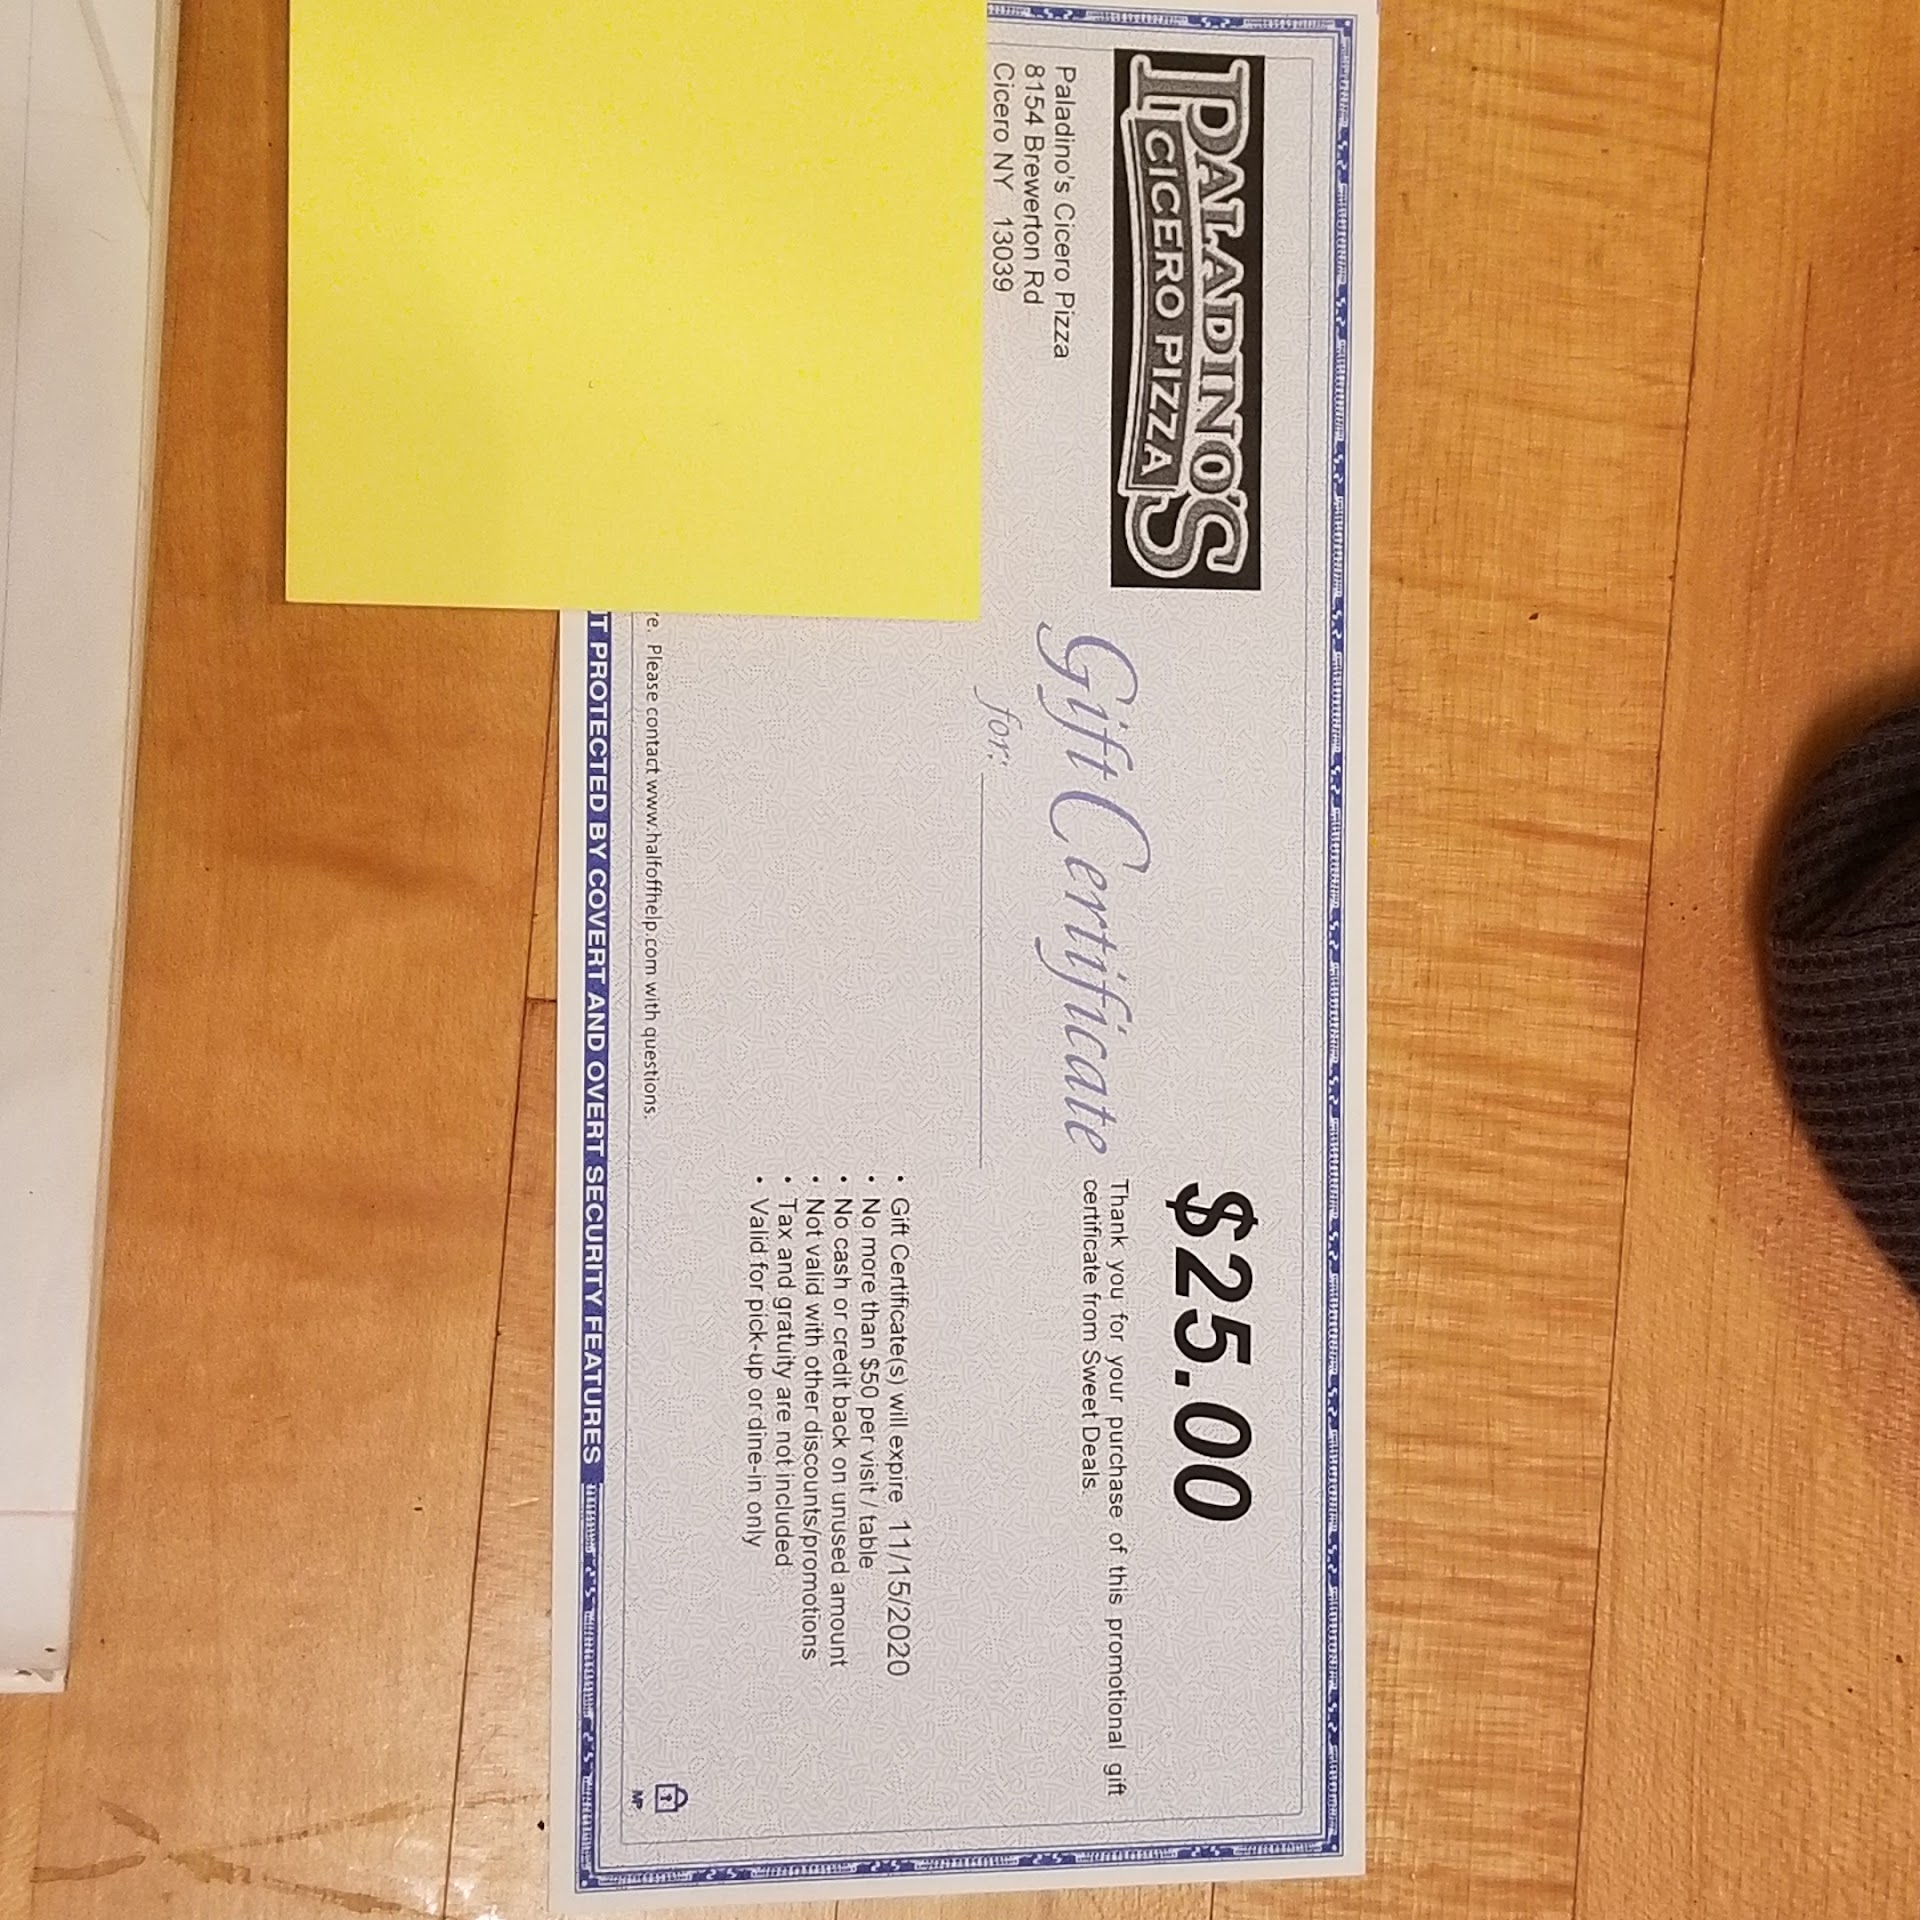 PALADINO'S
CICERO PIZZA
Paladino's Cicero Pizza
8154 Brewerton Rd
Cicero NY 13039
Gift Certificate
for:
$25.00
Thank you for your purchase of this promotional gift
certificate from Sweet Deals.
• Gift Certificate(s) will expire 11/15/2020
• No more than $50 per visit / table
• No cash or credit back on unused amount
• Not valid with other discounts/promotions
• Tax and gratuity are not included
• Valid for pick-up or dine-in only
Please contact www.halfoffhelp.com with questions.
MP
PROTECTED BY COVERT AND OVERT SECURITY FEATURES